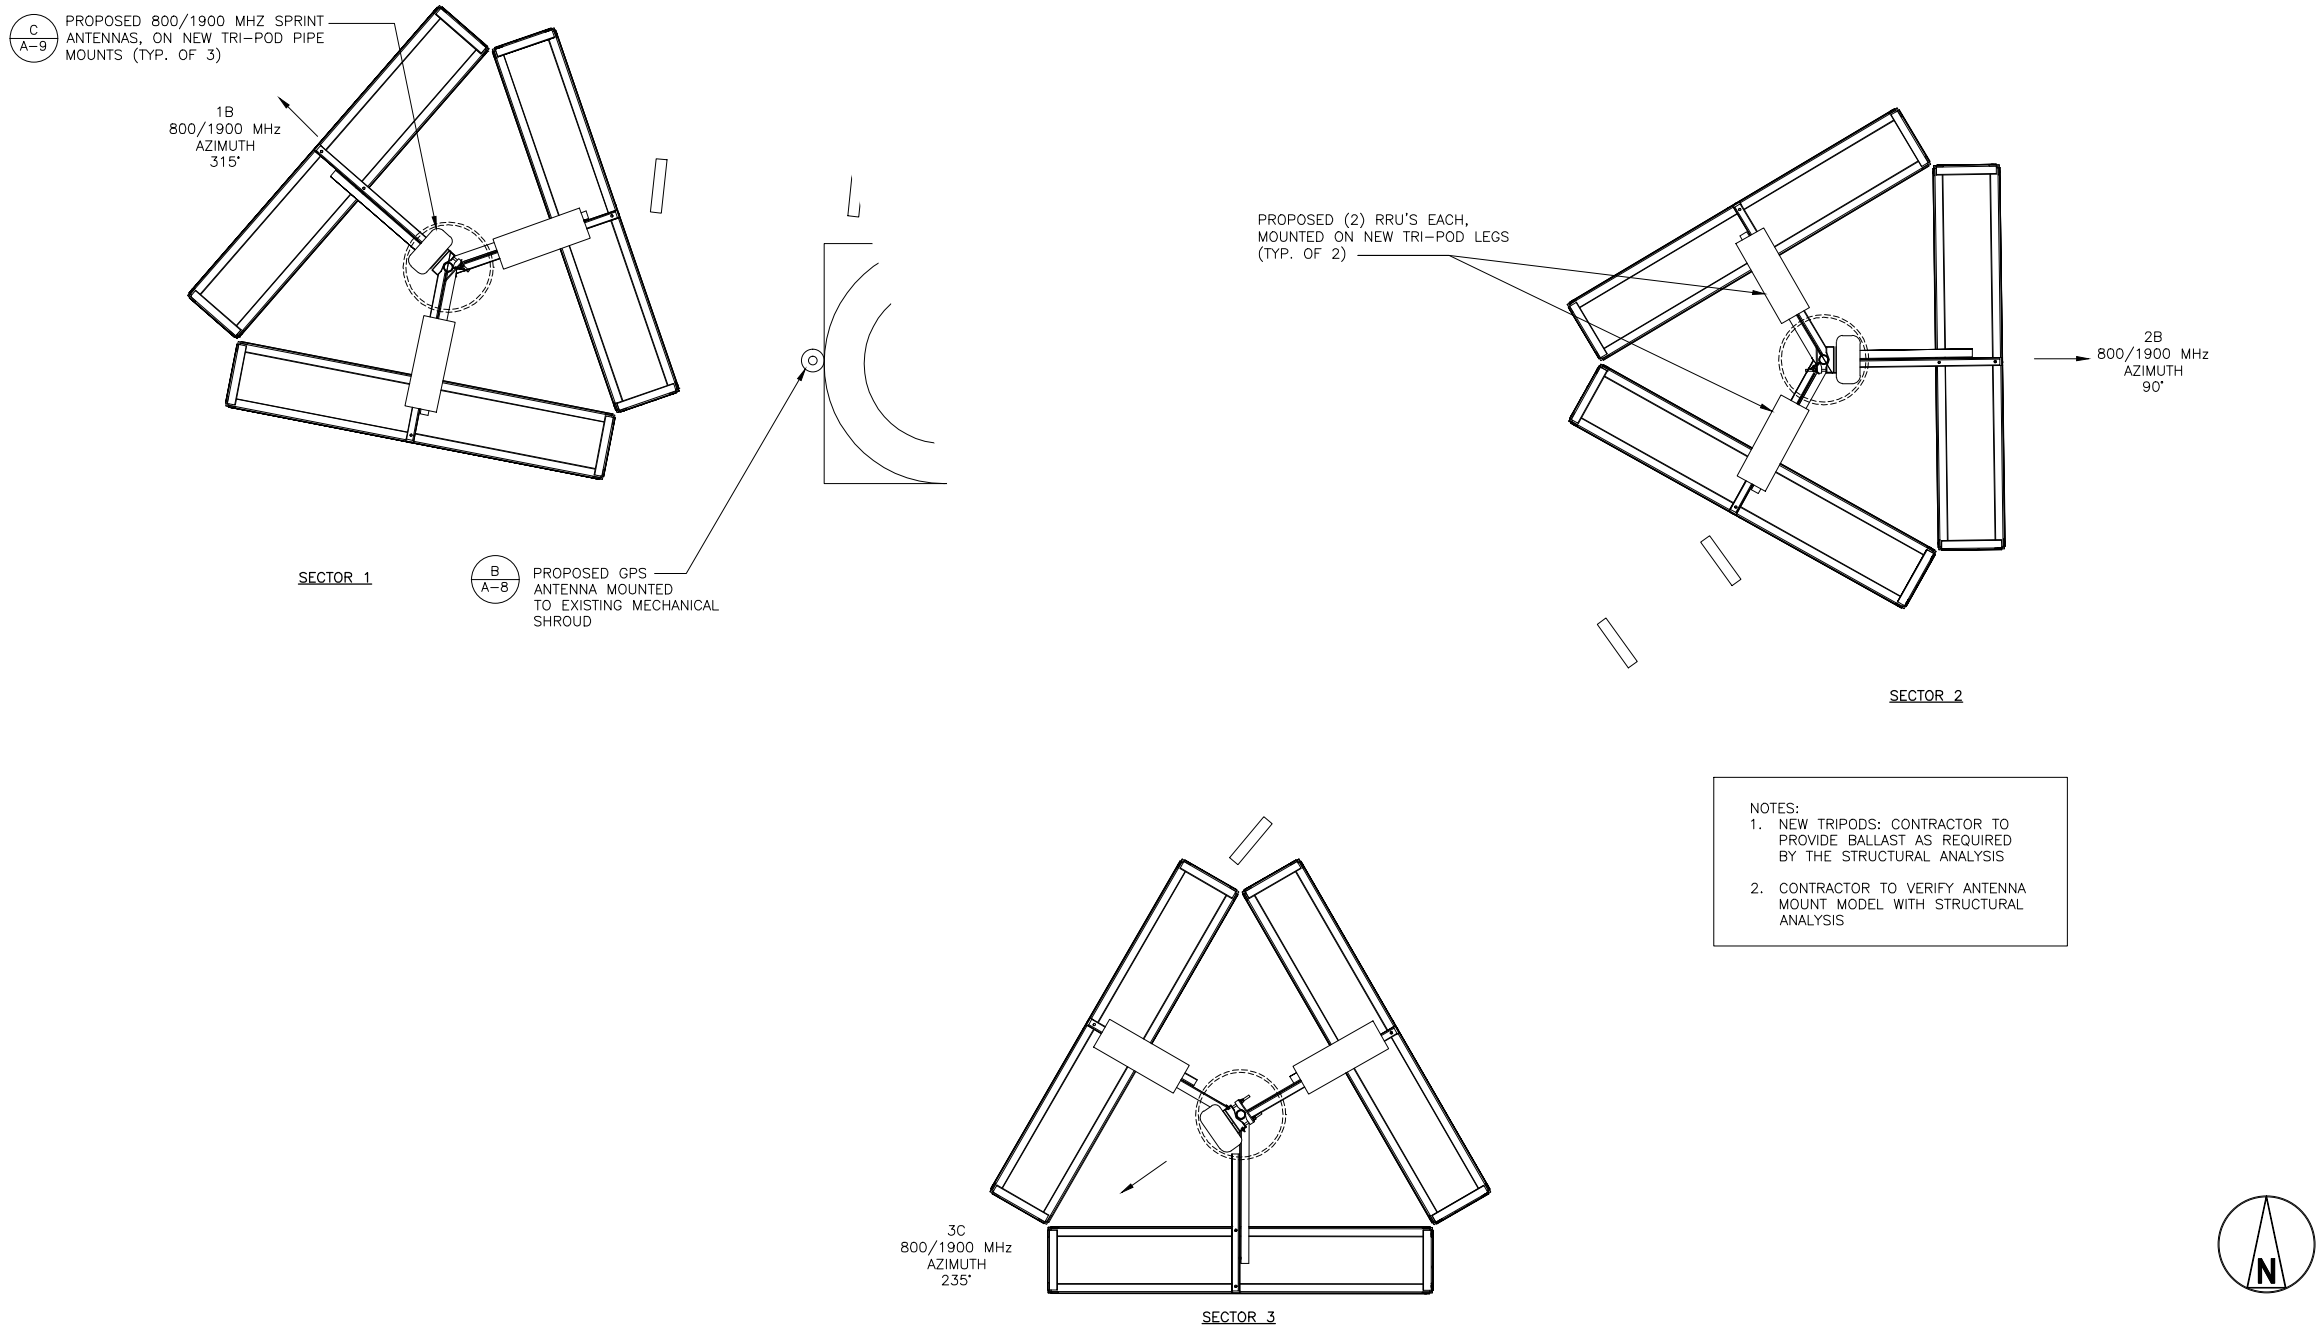 C
A-9
PROPOSED 800/1900 MHZ SPRINT
ANTENNAS, ON NEW TRI-POD PIPE
MOUNTS (TYP. OF 3)
1B
800/1900 MHz
AZIMUTH
315°
SECTOR 1
B
A-8
PROPOSED GPS
ANTENNA MOUNTED
TO EXISTING MECHANICAL
SHROUD
PROPOSED (2) RRU'S EACH,
MOUNTED ON NEW TRI-POD LEGS
(TYP. OF 2)
2B
800/1900 MHz
AZIMUTH
90°
SECTOR 2
NOTES:
1. NEW TRIPODS: CONTRACTOR TO
PROVIDE BALLAST AS REQUIRED
BY THE STRUCTURAL ANALYSIS
2. CONTRACTOR TO VERIFY ANTENNA
MOUNT MODEL WITH STRUCTURAL
ANALYSIS
3C
800/1900 MHz
AZIMUTH
235°
SECTOR 3
N